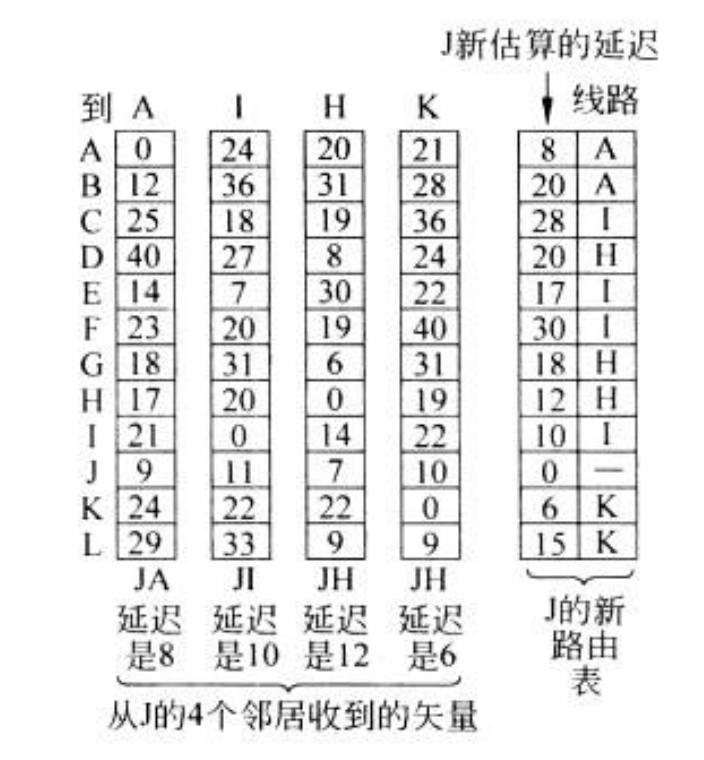 J新估算的延迟
到 A I H K 线路
A 0 24 20 21 8 A
B 12 36 31 28 20 A
C 25 18 19 36 28 I
D 40 27 8 24 20 H
E 14 7 30 22 17 I
F 23 20 19 40 30 I
G 18 31 6 31 18 H
H 17 20 0 19 12 H
I 21 0 14 22 10 I
J 9 11 7 10 0 —
K 24 22 22 0 6 K
L 29 33 9 9 15 K
JA JI JH JH
延迟 延迟 延迟 延迟
是8 是10 是12 是6
J的新
路由
表
从J的4个邻居收到的矢量